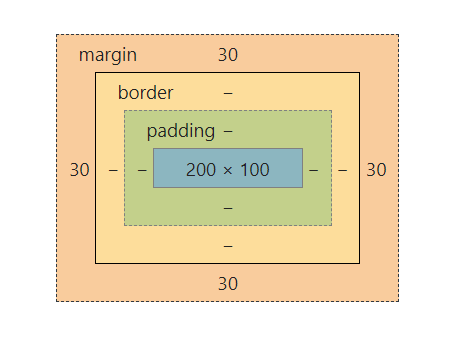 margin 30
border –
padding –
30 – – 200 × 100 – – 30
–
–
30